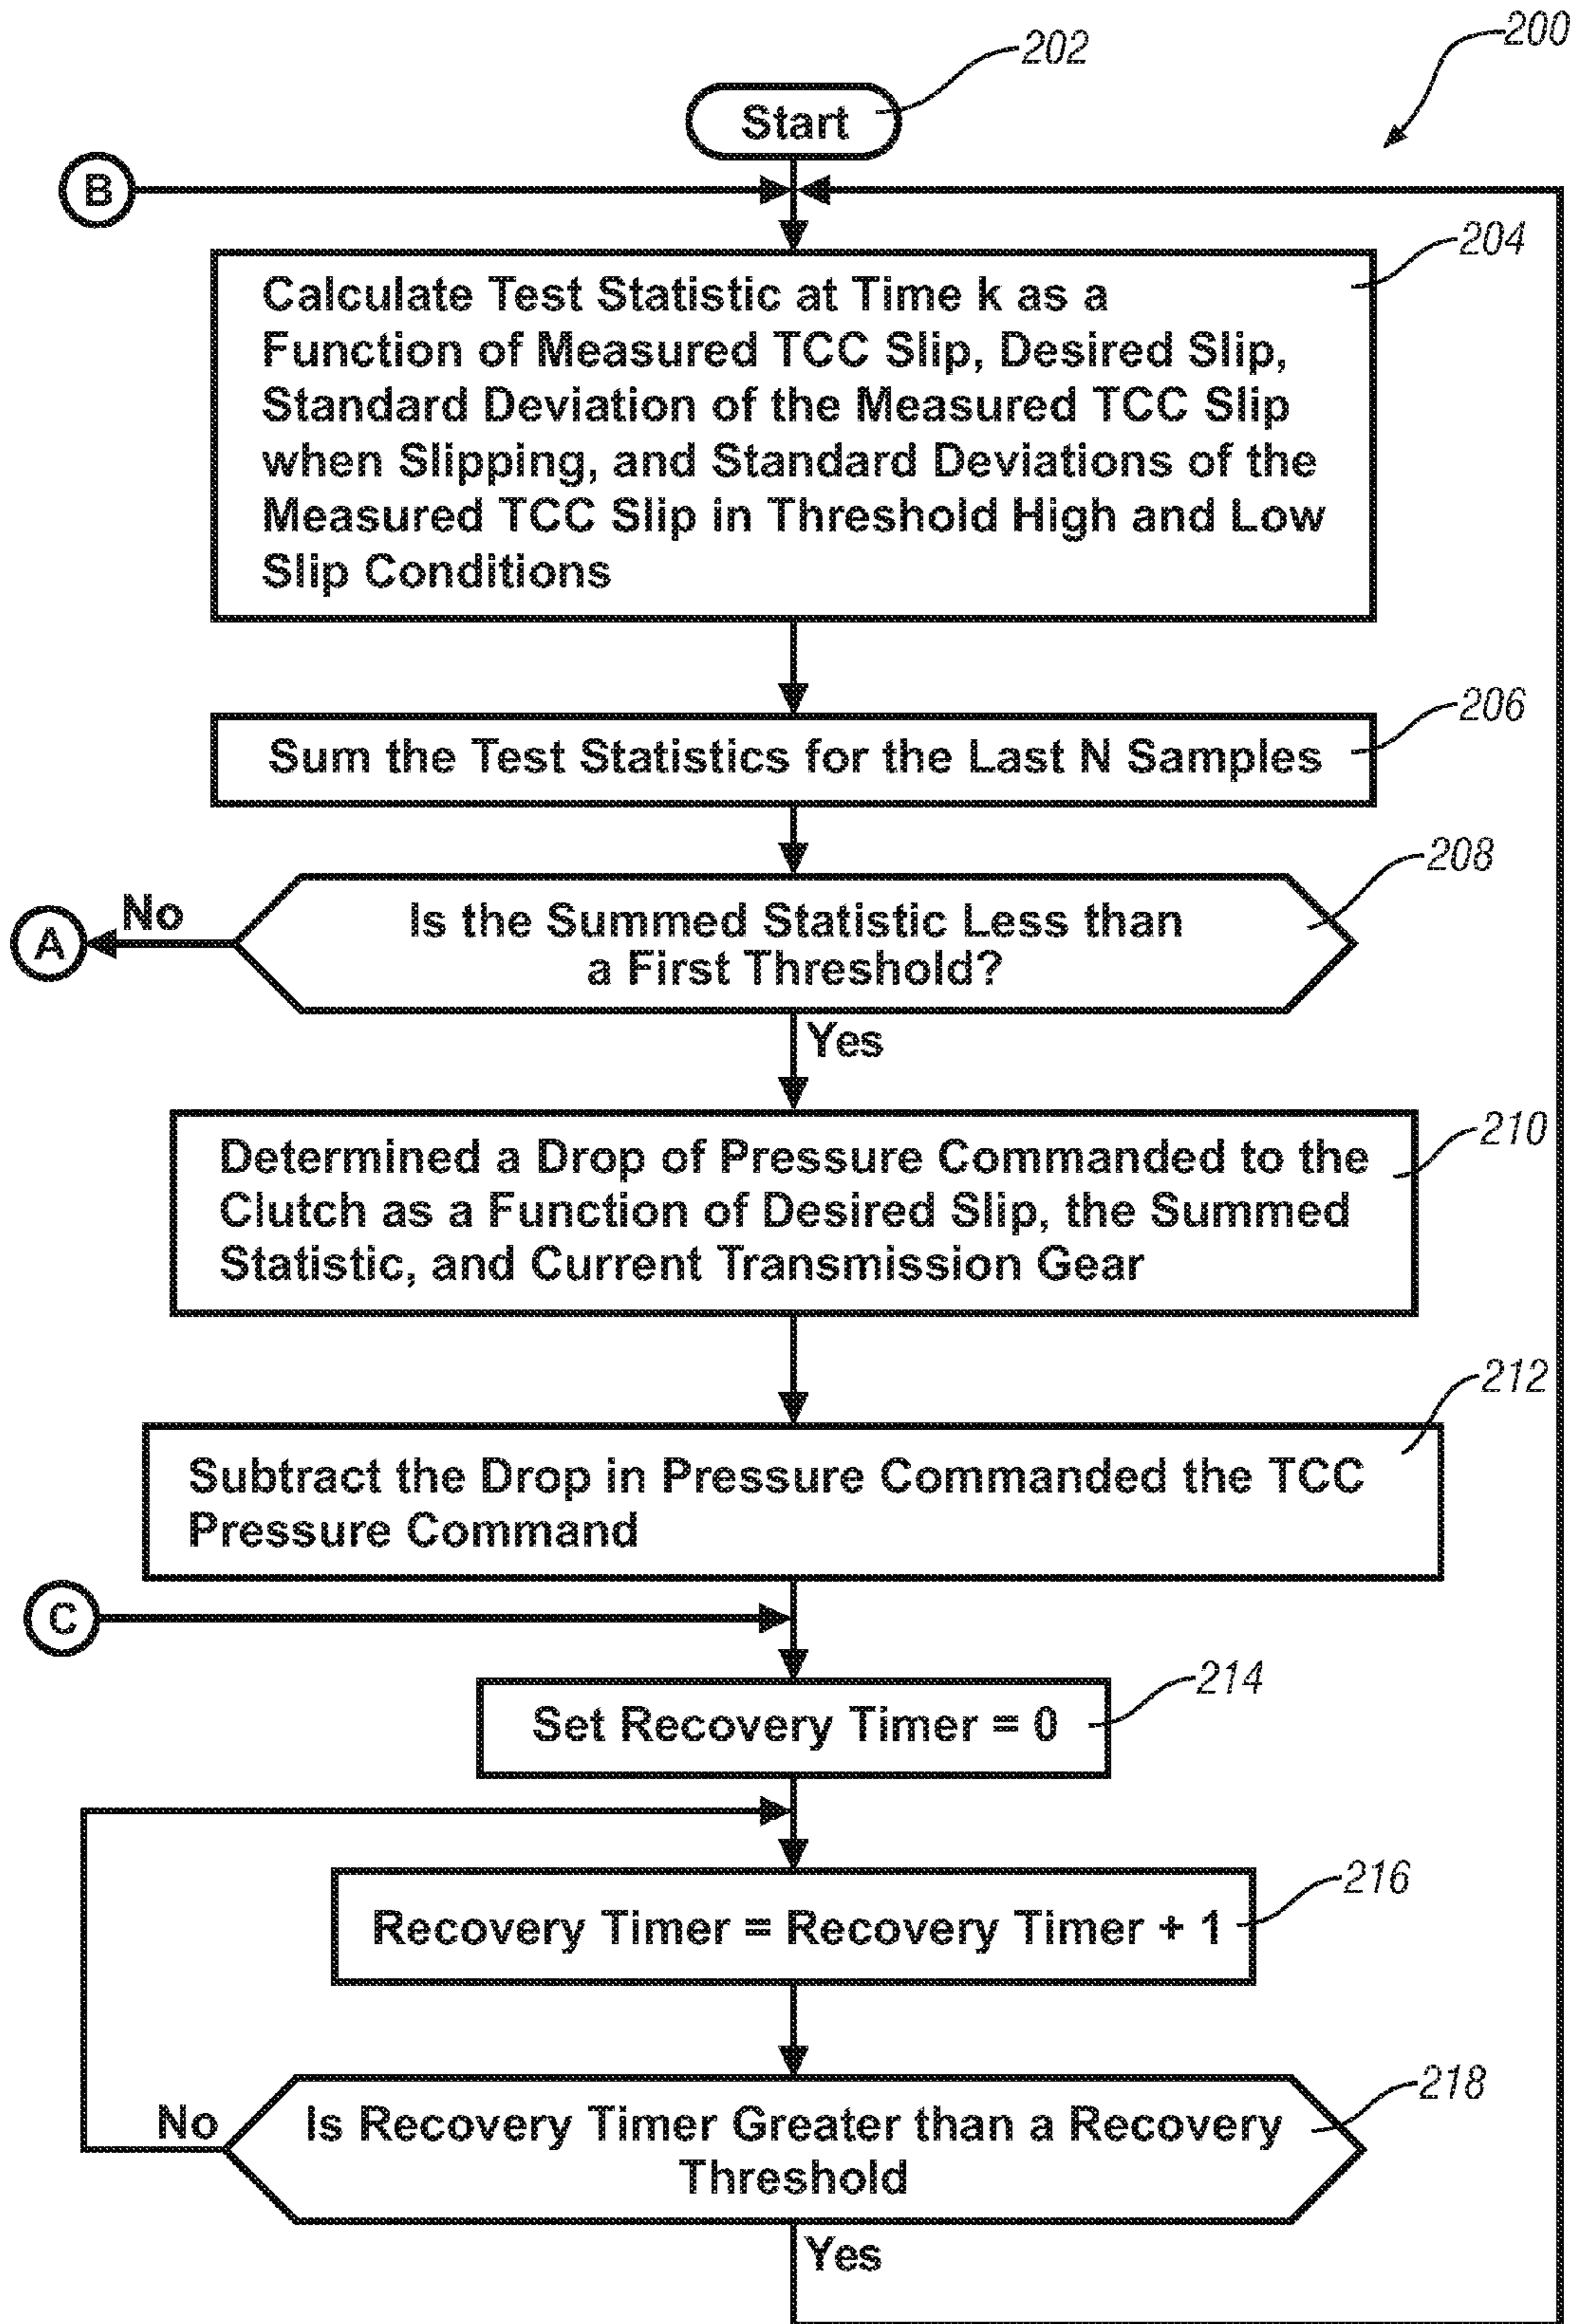 200
202
Start
B
204
Calculate Test Statistic at Time k as a
Function of Measured TCC Slip, Desired Slip,
Standard Deviation of the Measured TCC Slip
when Slipping, and Standard Deviations of the
Measured TCC Slip in Threshold High and Low
Slip Conditions
206
Sum the Test Statistics for the Last N Samples
208
Is the Summed Statistic Less than
a First Threshold?
No
A
Yes
210
Determined a Drop of Pressure Commanded to the
Clutch as a Function of Desired Slip, the Summed
Statistic, and Current Transmission Gear
212
Subtract the Drop in Pressure Commanded the TCC
Pressure Command
C
214
Set Recovery Timer = 0
216
Recovery Timer = Recovery Timer + 1
218
No
Is Recovery Timer Greater than a Recovery
Threshold
Yes